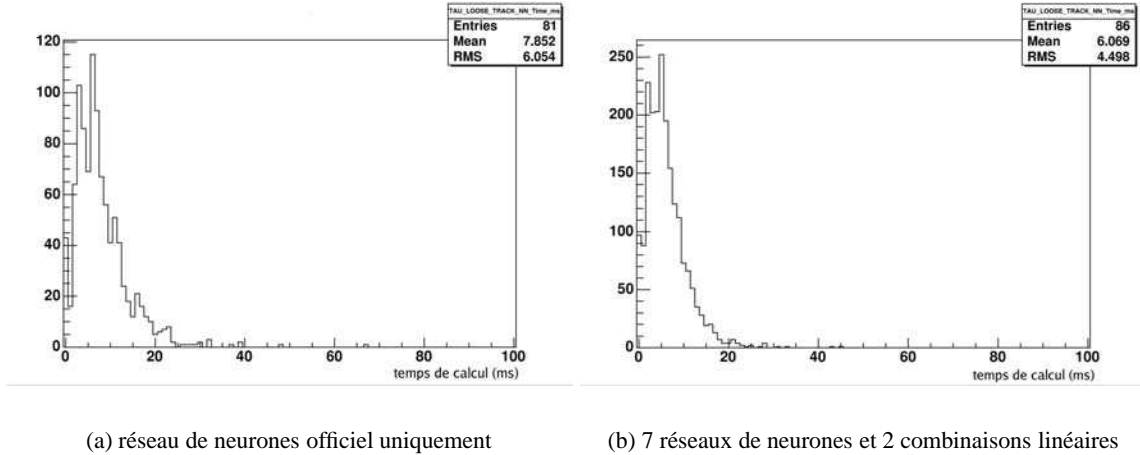 TAU_LOOSE_TRACK_NN_Time_ms
Entries 81
Mean 7.852
RMS 6.054
120
100
80
60
40
20
0
0 20 40 60 80 100
temps de calcul (ms)
(a) réseau de neurones officiel uniquement
TAU_LOOSE_TRACK_NN_Time_ms
Entries 86
Mean 6.069
RMS 4.498
250
200
150
100
50
0
0 20 40 60 80 100
temps de calcul (ms)
(b) 7 réseaux de neurones et 2 combinaisons linéaires